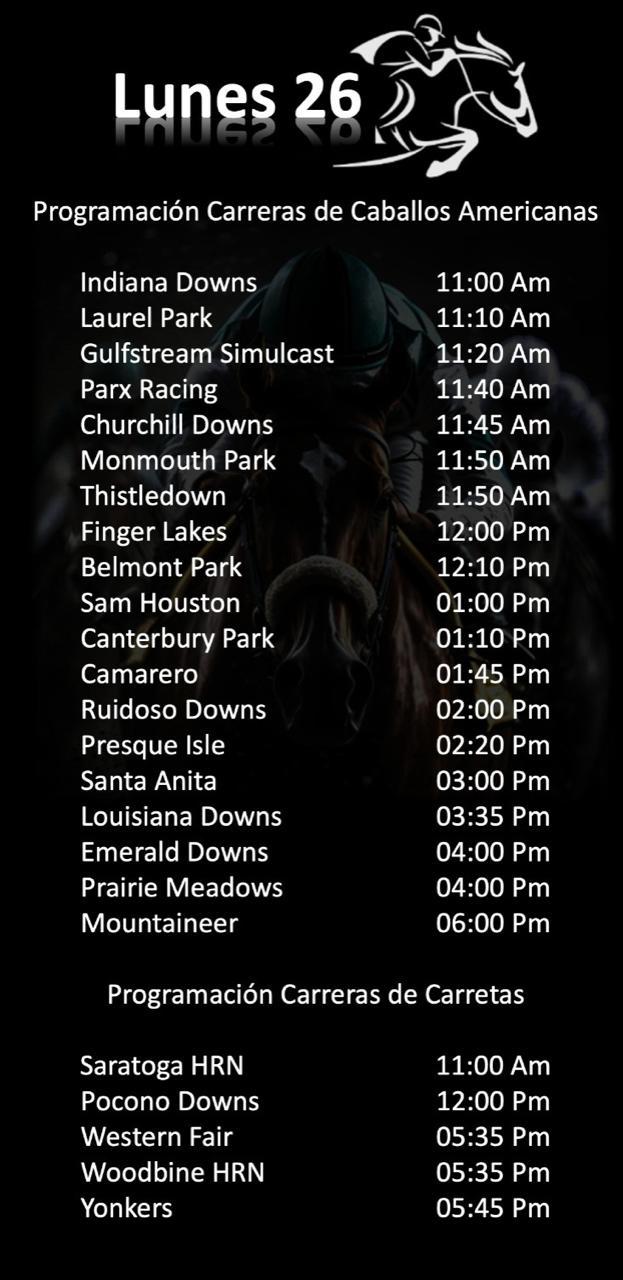 Lunes 26
Programación Carreras de Caballos Americanas
Indiana Downs 11:00 Am
Laurel Park 11:10 Am
Gulfstream Simulcast 11:20 Am
Parx Racing 11:40 Am
Churchill Downs 11:45 Am
Monmouth Park 11:50 Am
Thistledown 11:50 Am
Finger Lakes 12:00 Pm
Belmont Park 12:10 Pm
Sam Houston 01:00 Pm
Canterbury Park 01:10 Pm
Camarero 01:45 Pm
Ruidoso Downs 02:00 Pm
Presque Isle 02:20 Pm
Santa Anita 03:00 Pm
Louisiana Downs 03:35 Pm
Emerald Downs 04:00 Pm
Prairie Meadows 04:00 Pm
Mountaineer 06:00 Pm
Programación Carreras de Carretas
Saratoga HRN 11:00 Am
Pocono Downs 12:00 Pm
Western Fair 05:35 Pm
Woodbine HRN 05:35 Pm
Yonkers 05:45 Pm